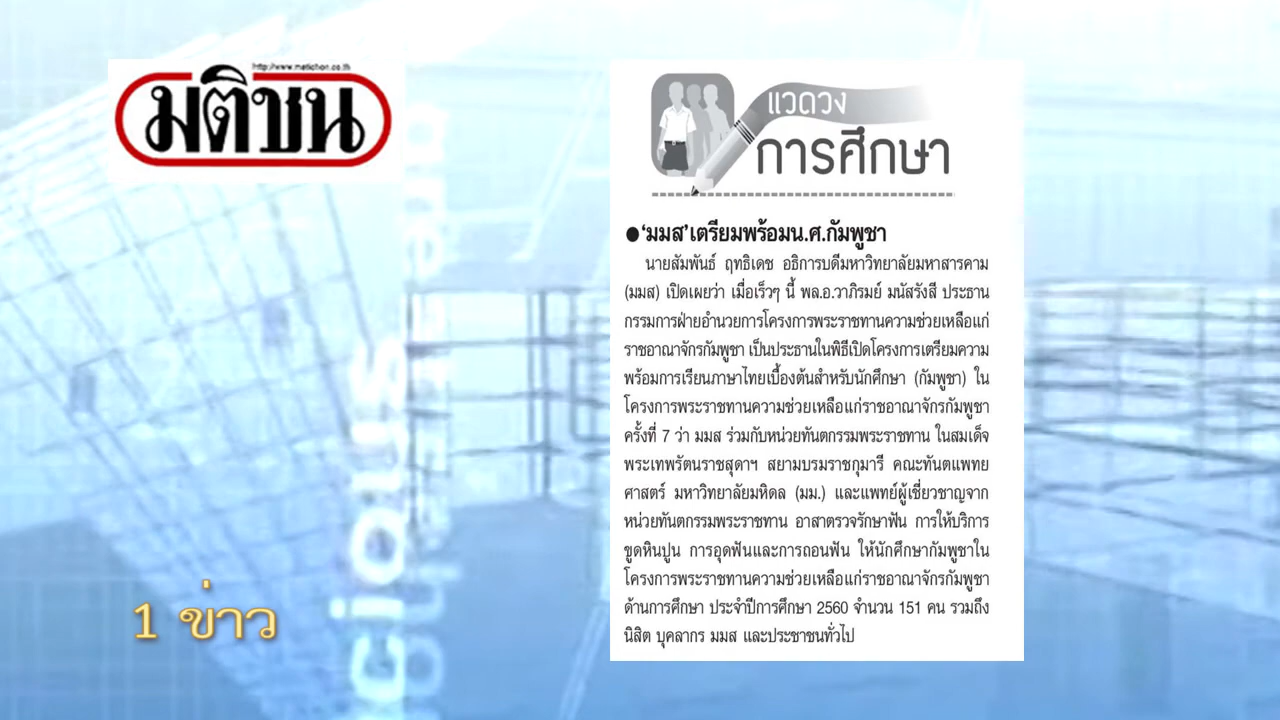 http://www.matichon.co.th
มติชน
แวดวง
การศึกษา
●‘มมส’เตรียมพร้อมน.ศ.กัมพูชา
นายสัมพันธ์ ฤทธิเดช อธิการบดีมหาวิทยาลัยมหาสารคาม
(มมส) เปิดเผยว่า เมื่อเร็วๆ นี้ พล.อ.วาภิรมย์ มนัสรังสี ประธาน
กรรมการฝ่ายอำนวยการโครงการพระราชทานความช่วยเหลือแก่
ราชอาณาจักรกัมพูชา เป็นประธานในพิธีเปิดโครงการเตรียมความ
พร้อมการเรียนภาษาไทยเบื้องต้นสำหรับนักศึกษา (กัมพูชา) ใน
โครงการพระราชทานความช่วยเหลือแก่ราชอาณาจักรกัมพูชา
ครั้งที่ 7 ว่า มมส ร่วมกับหน่วยทันตกรรมพระราชทาน ในสมเด็จ
พระเทพรัตนราชสุดาฯ สยามบรมราชกุมารี คณะทันตแพทย
ศาสตร์ มหาวิทยาลัยมหิดล (มม.) และแพทย์ผู้เชี่ยวชาญจาก
หน่วยทันตกรรมพระราชทาน อาสาตรวจรักษาฟัน การให้บริการ
ขูดหินปูน การอุดฟันและการถอนฟัน ให้นักศึกษากัมพูชาใน
โครงการพระราชทานความช่วยเหลือแก่ราชอาณาจักรกัมพูชา
ด้านการศึกษา ประจำปีการศึกษา 2560 จำนวน 151 คน รวมถึง
นิสิต บุคลากร มมส และประชาชนทั่วไป
1 ข่าว